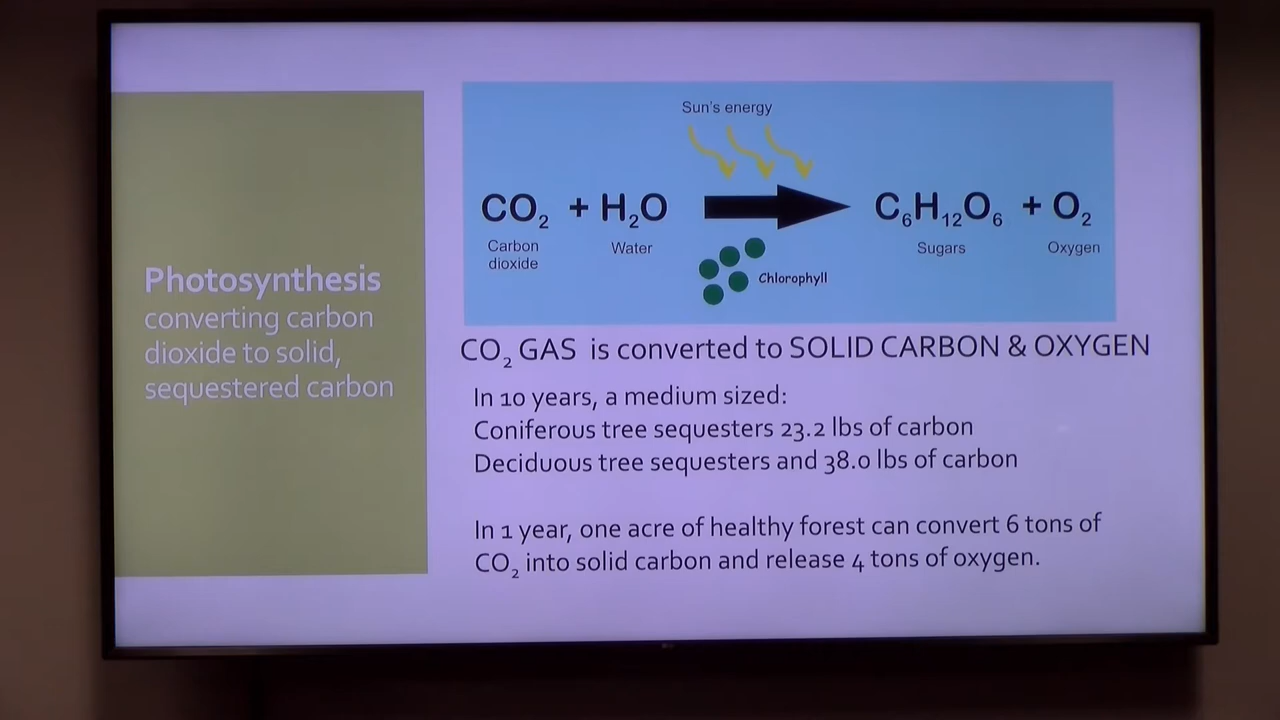 Photosynthesis
converting carbon
dioxide to solid,
sequestered carbon
Sun's energy
CO₂ + H₂O C₆H₁₂O₆ + O₂
Carbon dioxide Water Sugars Oxygen
Chlorophyll
CO₂ GAS is converted to SOLID CARBON & OXYGEN
In 10 years, a medium sized:
Coniferous tree sequesters 23.2 lbs of carbon
Deciduous tree sequesters and 38.0 lbs of carbon
In 1 year, one acre of healthy forest can convert 6 tons of
CO₂ into solid carbon and release 4 tons of oxygen.